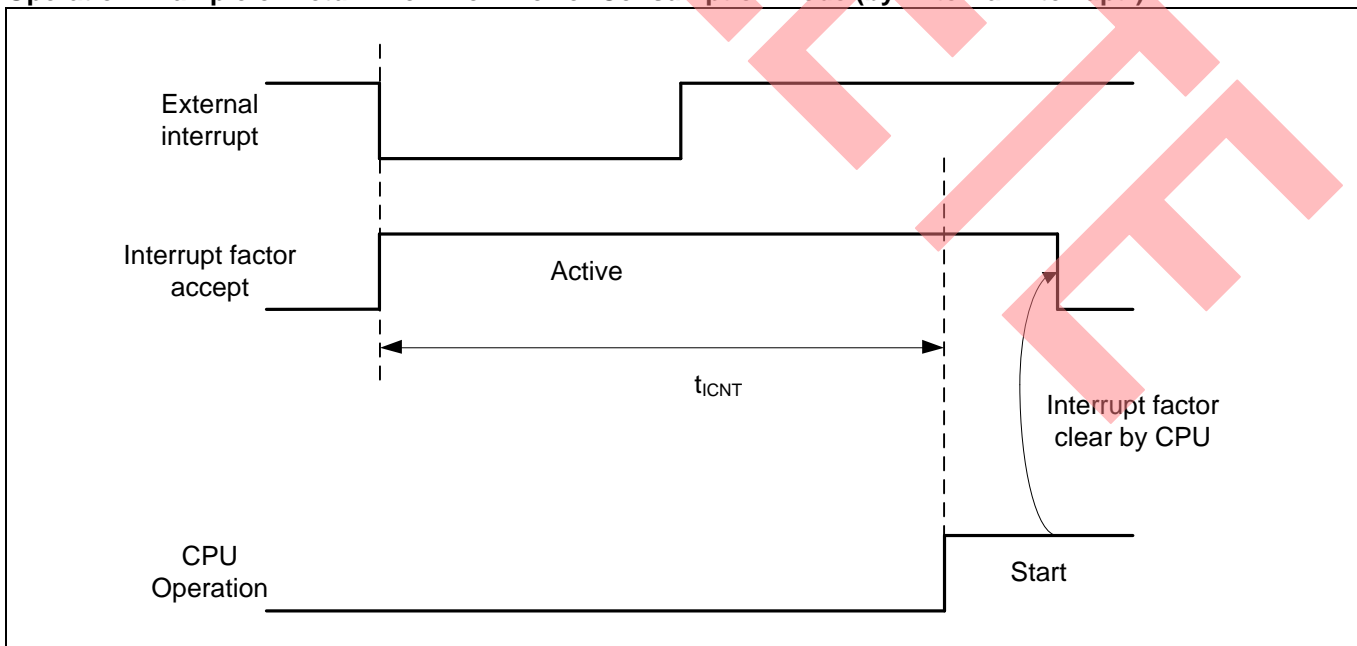 External
interrupt
Interrupt factor
accept
Active
tICNT
Interrupt factor
clear by CPU
CPU
Operation
Start